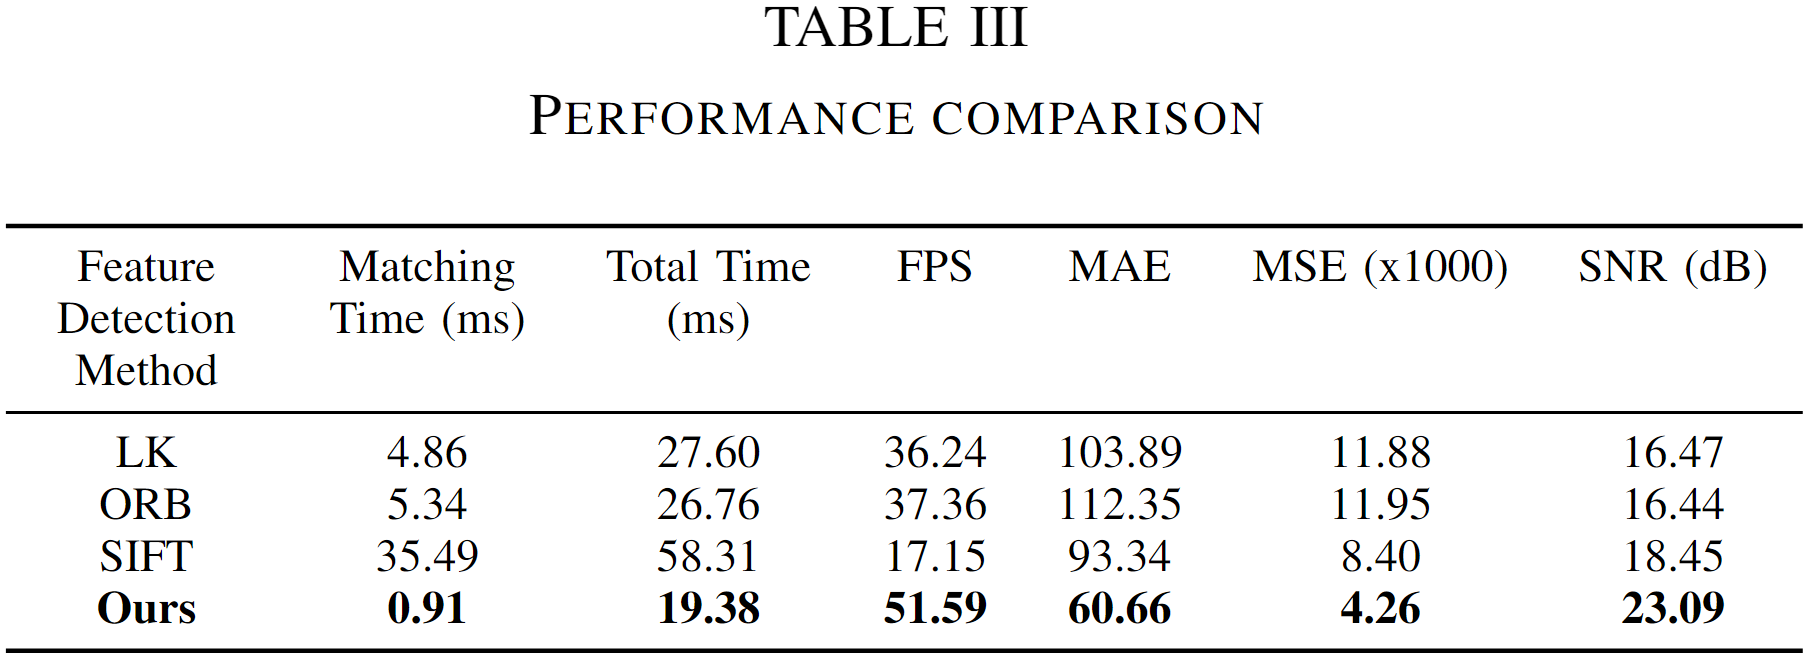 TABLE III
PERFORMANCE COMPARISON
Feature Detection Method Matching Time (ms) Total Time (ms) FPS MAE MSE (x1000) SNR (dB)
LK 4.86 27.60 36.24 103.89 11.88 16.47
ORB 5.34 26.76 37.36 112.35 11.95 16.44
SIFT 35.49 58.31 17.15 93.34 8.40 18.45
Ours 0.91 19.38 51.59 60.66 4.26 23.09